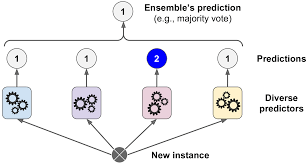 1
Ensemble's prediction
(e.g., majority vote)
1 1 2 1 Predictions
Diverse
predictors
New instance